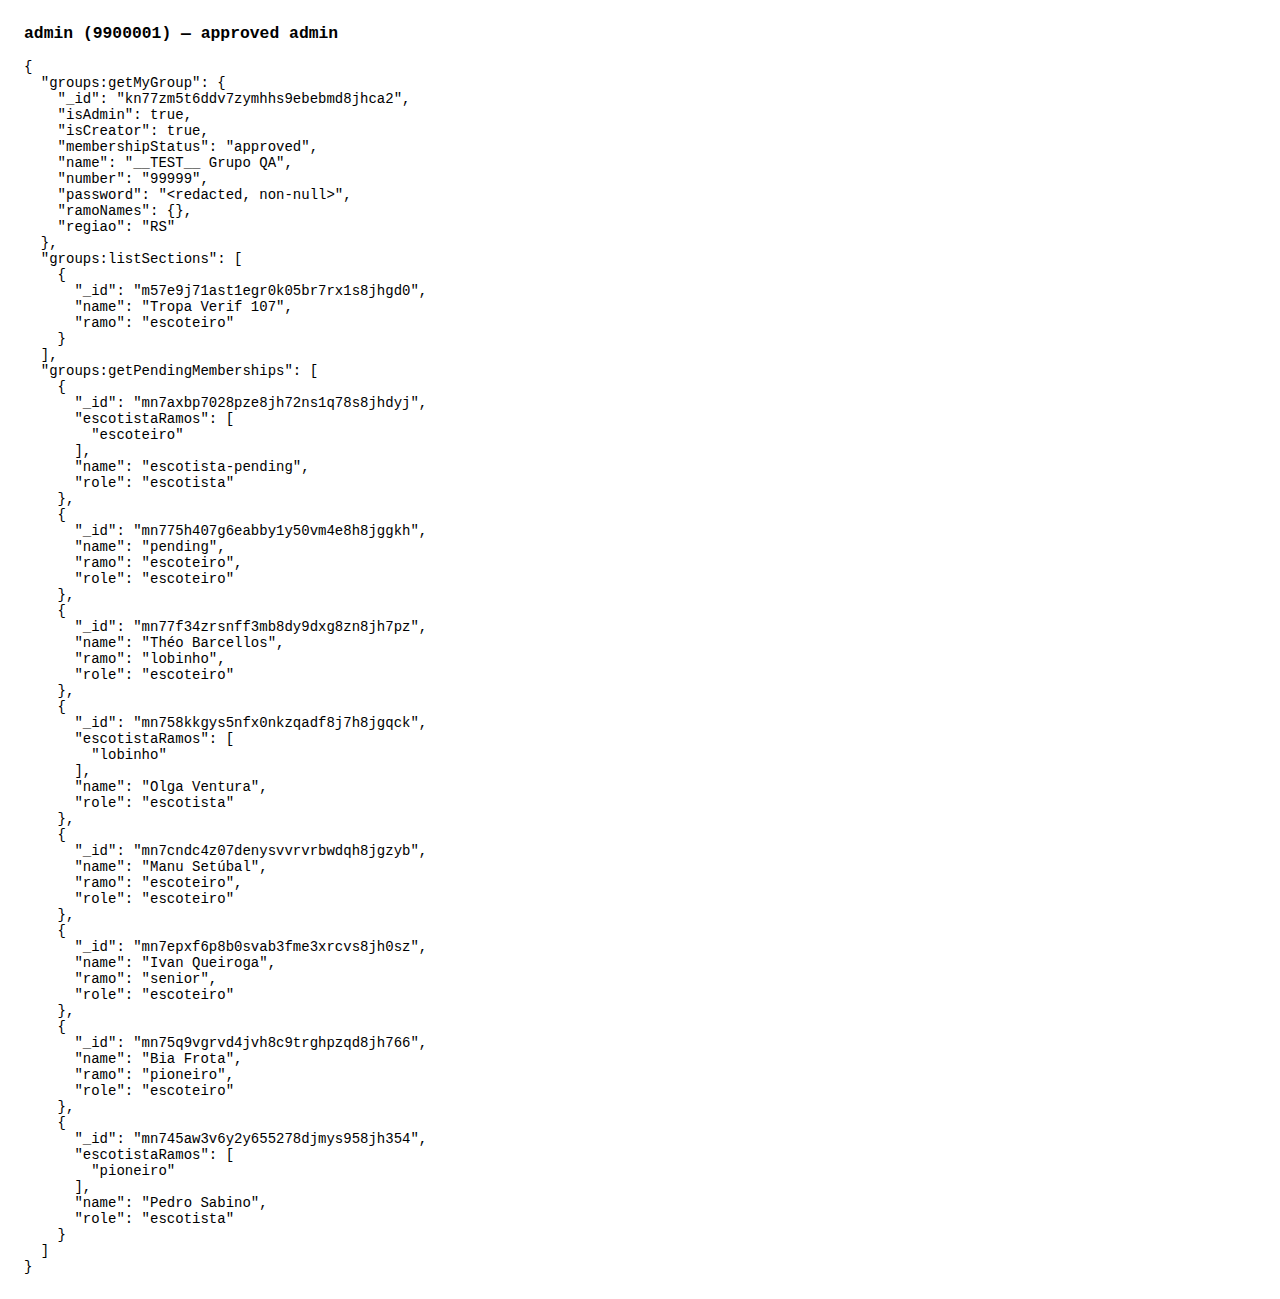 admin (9900001) — approved admin
{
  "groups:getMyGroup": {
    "_id": "kn77zm5t6ddv7zymhhs9ebebmd8jhca2",
    "isAdmin": true,
    "isCreator": true,
    "membershipStatus": "approved",
    "name": "__TEST__ Grupo QA",
    "number": "99999",
    "password": "<redacted, non-null>",
    "ramoNames": {},
    "regiao": "RS"
  },
  "groups:listSections": [
    {
      "_id": "m57e9j71ast1egr0k05br7rx1s8jhgd0",
      "name": "Tropa Verif 107",
      "ramo": "escoteiro"
    }
  ],
  "groups:getPendingMemberships": [
    {
      "_id": "mn7axbp7028pze8jh72ns1q78s8jhdyj",
      "escotistaRamos": [
        "escoteiro"
      ],
      "name": "escotista-pending",
      "role": "escotista"
    },
    {
      "_id": "mn775h407g6eabby1y50vm4e8h8jggkh",
      "name": "pending",
      "ramo": "escoteiro",
      "role": "escoteiro"
    },
    {
      "_id": "mn77f34zrsnff3mb8dy9dxg8zn8jh7pz",
      "name": "Théo Barcellos",
      "ramo": "lobinho",
      "role": "escoteiro"
    },
    {
      "_id": "mn758kkgys5nfx0nkzqadf8j7h8jgqck",
      "escotistaRamos": [
        "lobinho"
      ],
      "name": "Olga Ventura",
      "role": "escotista"
    },
    {
      "_id": "mn7cndc4z07denysvvrvrbwdqh8jgzyb",
      "name": "Manu Setúbal",
      "ramo": "escoteiro",
      "role": "escoteiro"
    },
    {
      "_id": "mn7epxf6p8b0svab3fme3xrcvs8jh0sz",
      "name": "Ivan Queiroga",
      "ramo": "senior",
      "role": "escoteiro"
    },
    {
      "_id": "mn75q9vgrvd4jvh8c9trghpzqd8jh766",
      "name": "Bia Frota",
      "ramo": "pioneiro",
      "role": "escoteiro"
    },
    {
      "_id": "mn745aw3v6y2y655278djmys958jh354",
      "escotistaRamos": [
        "pioneiro"
      ],
      "name": "Pedro Sabino",
      "role": "escotista"
    }
  ]
}